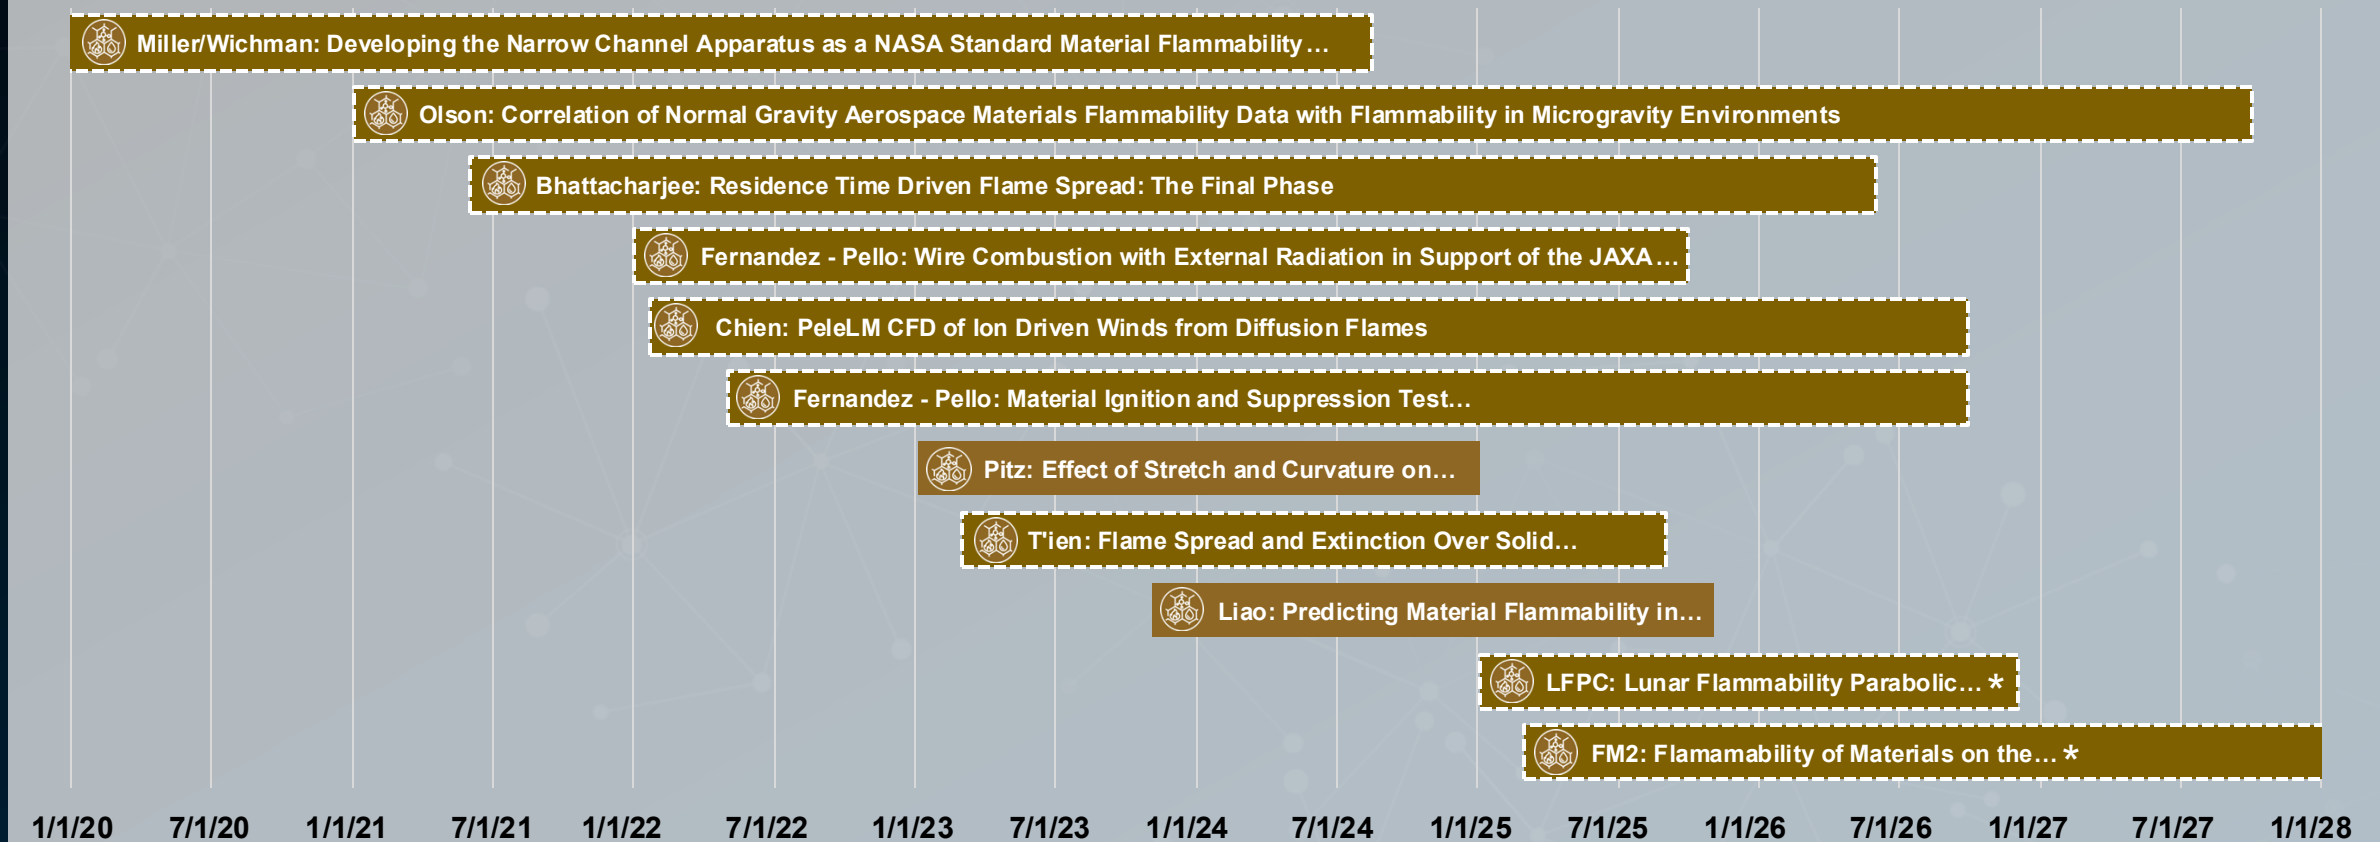 Miller/Wichman: Developing the Narrow Channel Apparatus as a NASA Standard Material Flammability…
Olson: Correlation of Normal Gravity Aerospace Materials Flammability Data with Flammability in Microgravity Environments
Bhattacharjee: Residence Time Driven Flame Spread: The Final Phase
Fernandez - Pello: Wire Combustion with External Radiation in Support of the JAXA…
Chien: PeleLM CFD of Ion Driven Winds from Diffusion Flames
Fernandez - Pello: Material Ignition and Suppression Test…
Pitz: Effect of Stretch and Curvature on…
T'ien: Flame Spread and Extinction Over Solid…
Liao: Predicting Material Flammability in…
LFPC: Lunar Flammability Parabolic… *
FM2: Flamamability of Materials on the… *
1/1/20 7/1/20 1/1/21 7/1/21 1/1/22 7/1/22 1/1/23 7/1/23 1/1/24 7/1/24 1/1/25 7/1/25 1/1/26 7/1/26 1/1/27 7/1/27 1/1/28